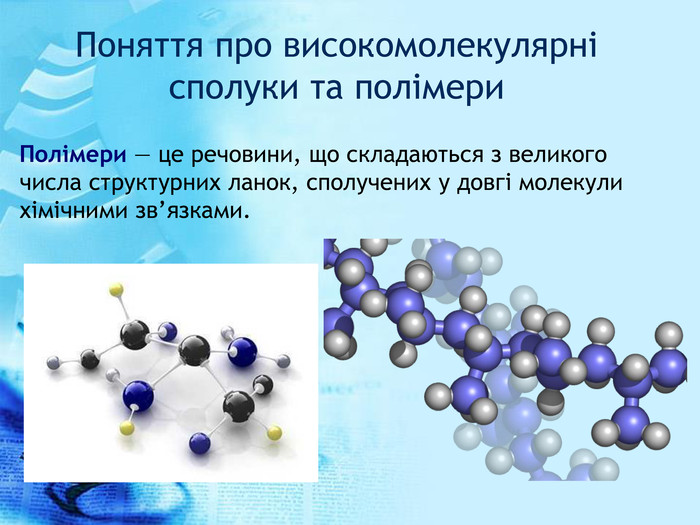 Поняття про високомолекулярні
сполуки та полімери
Полімери — це речовини, що складаються з великого
числа структурних ланок, сполучених у довгі молекули
хімічними зв’язками.